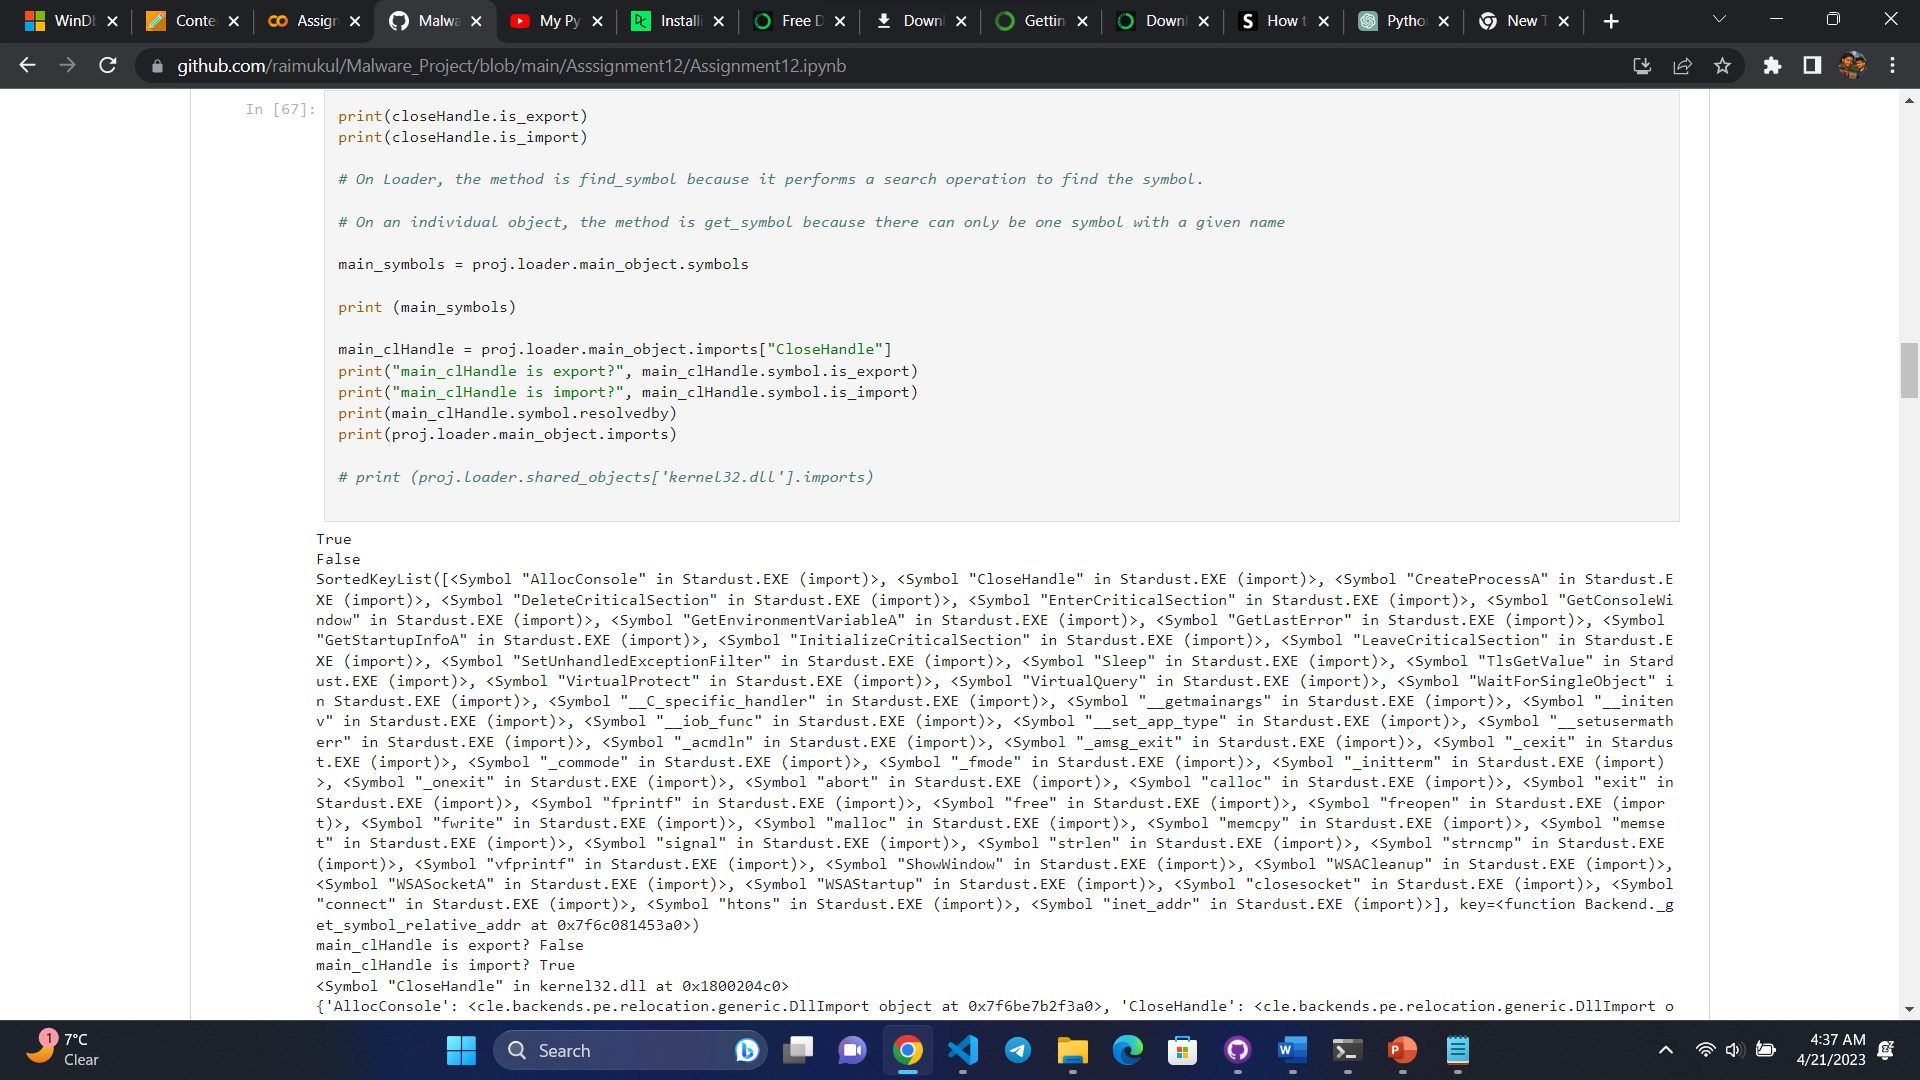 WinDl
Conte
Assign
Malwa
My Py
Installi
Free D
Downl
Gettin
Downl
How t
Pytho
New T
github.com/raimukul/Malware_Project/blob/main/Asssignment12/Assignment12.ipynb
In [67]:
print(closeHandle.is_export)
print(closeHandle.is_import)
# On Loader, the method is find_symbol because it performs a search operation to find the symbol.
# On an individual object, the method is get_symbol because there can only be one symbol with a given name
main_symbols = proj.loader.main_object.symbols
print (main_symbols)
main_clHandle = proj.loader.main_object.imports["CloseHandle"]
print("main_clHandle is export?", main_clHandle.symbol.is_export)
print("main_clHandle is import?", main_clHandle.symbol.is_import)
print(main_clHandle.symbol.resolvedby)
print(proj.loader.main_object.imports)
# print (proj.loader.shared_objects['kernel32.dll'].imports)
True
False
SortedKeyList([<Symbol "AllocConsole" in Stardust.EXE (import)>, <Symbol "CloseHandle" in Stardust.EXE (import)>, <Symbol "CreateProcessA" in Stardust.E
XE (import)>, <Symbol "DeleteCriticalSection" in Stardust.EXE (import)>, <Symbol "EnterCriticalSection" in Stardust.EXE (import)>, <Symbol "GetConsoleWi
ndow" in Stardust.EXE (import)>, <Symbol "GetEnvironmentVariableA" in Stardust.EXE (import)>, <Symbol "GetLastError" in Stardust.EXE (import)>, <Symbol
"GetStartupInfoA" in Stardust.EXE (import)>, <Symbol "InitializeCriticalSection" in Stardust.EXE (import)>, <Symbol "LeaveCriticalSection" in Stardust.E
XE (import)>, <Symbol "SetUnhandledExceptionFilter" in Stardust.EXE (import)>, <Symbol "Sleep" in Stardust.EXE (import)>, <Symbol "TlsGetValue" in Stard
ust.EXE (import)>, <Symbol "VirtualProtect" in Stardust.EXE (import)>, <Symbol "VirtualQuery" in Stardust.EXE (import)>, <Symbol "WaitForSingleObject" i
n Stardust.EXE (import)>, <Symbol "__C_specific_handler" in Stardust.EXE (import)>, <Symbol "__getmainargs" in Stardust.EXE (import)>, <Symbol "__initen
v" in Stardust.EXE (import)>, <Symbol "__iob_func" in Stardust.EXE (import)>, <Symbol "__set_app_type" in Stardust.EXE (import)>, <Symbol "__setusermath
err" in Stardust.EXE (import)>, <Symbol "_acmdln" in Stardust.EXE (import)>, <Symbol "_amsg_exit" in Stardust.EXE (import)>, <Symbol "_cexit" in Stardus
t.EXE (import)>, <Symbol "_commode" in Stardust.EXE (import)>, <Symbol "_fmode" in Stardust.EXE (import)>, <Symbol "_initterm" in Stardust.EXE (import)
>, <Symbol "_onexit" in Stardust.EXE (import)>, <Symbol "abort" in Stardust.EXE (import)>, <Symbol "calloc" in Stardust.EXE (import)>, <Symbol "exit" in
Stardust.EXE (import)>, <Symbol "fprintf" in Stardust.EXE (import)>, <Symbol "free" in Stardust.EXE (import)>, <Symbol "freopen" in Stardust.EXE (impor
t)>, <Symbol "fwrite" in Stardust.EXE (import)>, <Symbol "malloc" in Stardust.EXE (import)>, <Symbol "memcpy" in Stardust.EXE (import)>, <Symbol "memse
t" in Stardust.EXE (import)>, <Symbol "signal" in Stardust.EXE (import)>, <Symbol "strlen" in Stardust.EXE (import)>, <Symbol "strncmp" in Stardust.EXE
(import)>, <Symbol "vfprintf" in Stardust.EXE (import)>, <Symbol "ShowWindow" in Stardust.EXE (import)>, <Symbol "WSACleanup" in Stardust.EXE (import)>,
<Symbol "WSASocketA" in Stardust.EXE (import)>, <Symbol "WSAStartup" in Stardust.EXE (import)>, <Symbol "closesocket" in Stardust.EXE (import)>, <Symbol
"connect" in Stardust.EXE (import)>, <Symbol "htons" in Stardust.EXE (import)>, <Symbol "inet_addr" in Stardust.EXE (import)>], key=<function Backend._g
et_symbol_relative_addr at 0x7f6c081453a0>)
main_clHandle is export? False
main_clHandle is import? True
<Symbol "CloseHandle" in kernel32.dll at 0x1800204c0>
{'AllocConsole': <cle.backends.pe.relocation.generic.DllImport object at 0x7f6be7b2f3a0>, 'CloseHandle': <cle.backends.pe.relocation.generic.DllImport o
1
7°C
Clear
Search
4:37 AM
4/21/2023